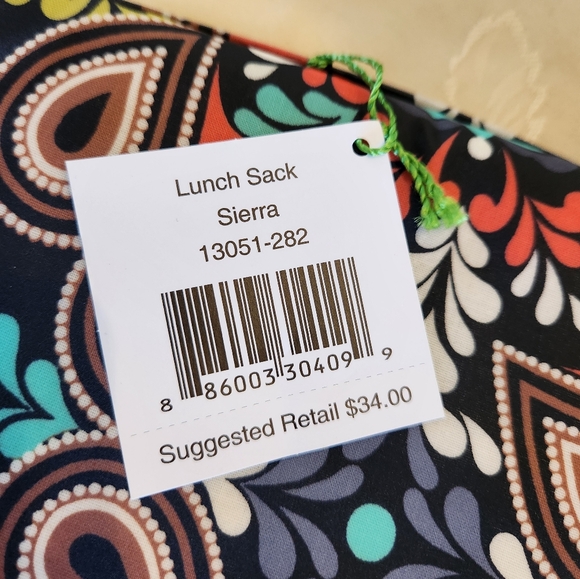 Lunch Sack
Sierra
13051-282
8 86003 30409 9
Suggested Retail $34.00